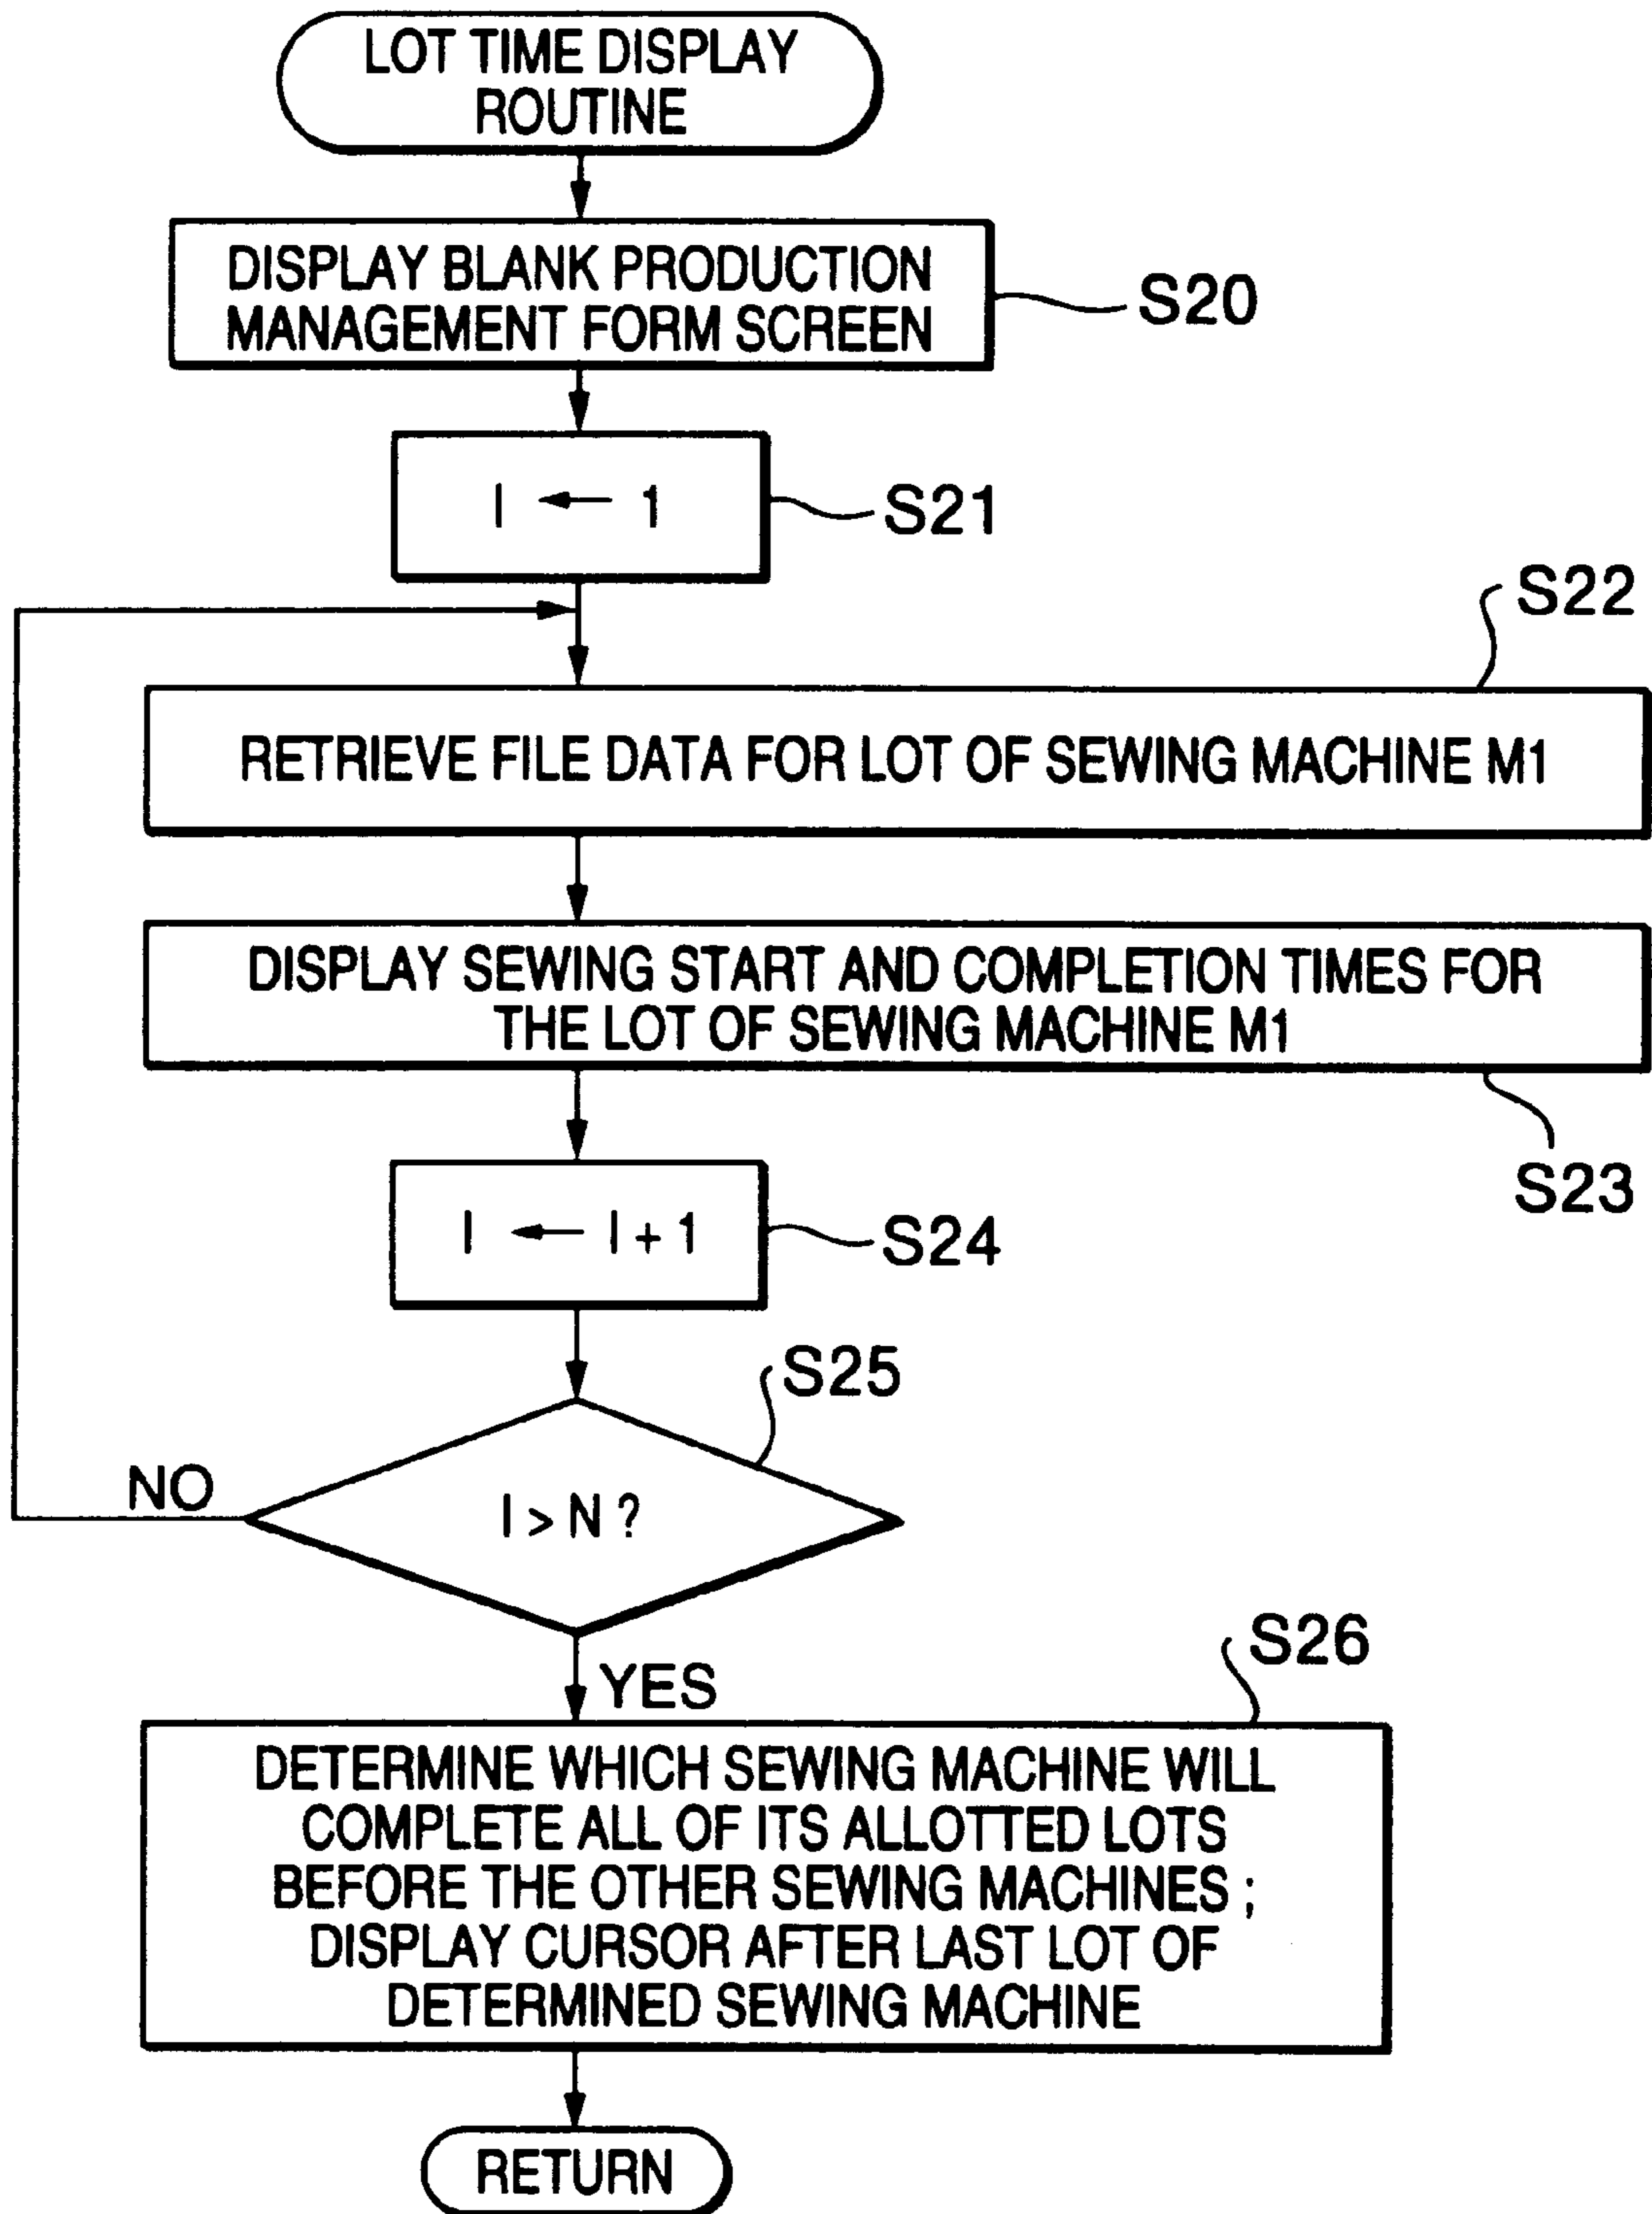 LOT TIME DISPLAY
ROUTINE
DISPLAY BLANK PRODUCTION
MANAGEMENT FORM SCREEN
S20
I ← 1
S21
S22
RETRIEVE FILE DATA FOR LOT OF SEWING MACHINE M1
DISPLAY SEWING START AND COMPLETION TIMES FOR
THE LOT OF SEWING MACHINE M1
S23
I ← I + 1
S24
S25
NO
I > N ?
YES
S26
DETERMINE WHICH SEWING MACHINE WILL
COMPLETE ALL OF ITS ALLOTTED LOTS
BEFORE THE OTHER SEWING MACHINES ;
DISPLAY CURSOR AFTER LAST LOT OF
DETERMINED SEWING MACHINE
RETURN